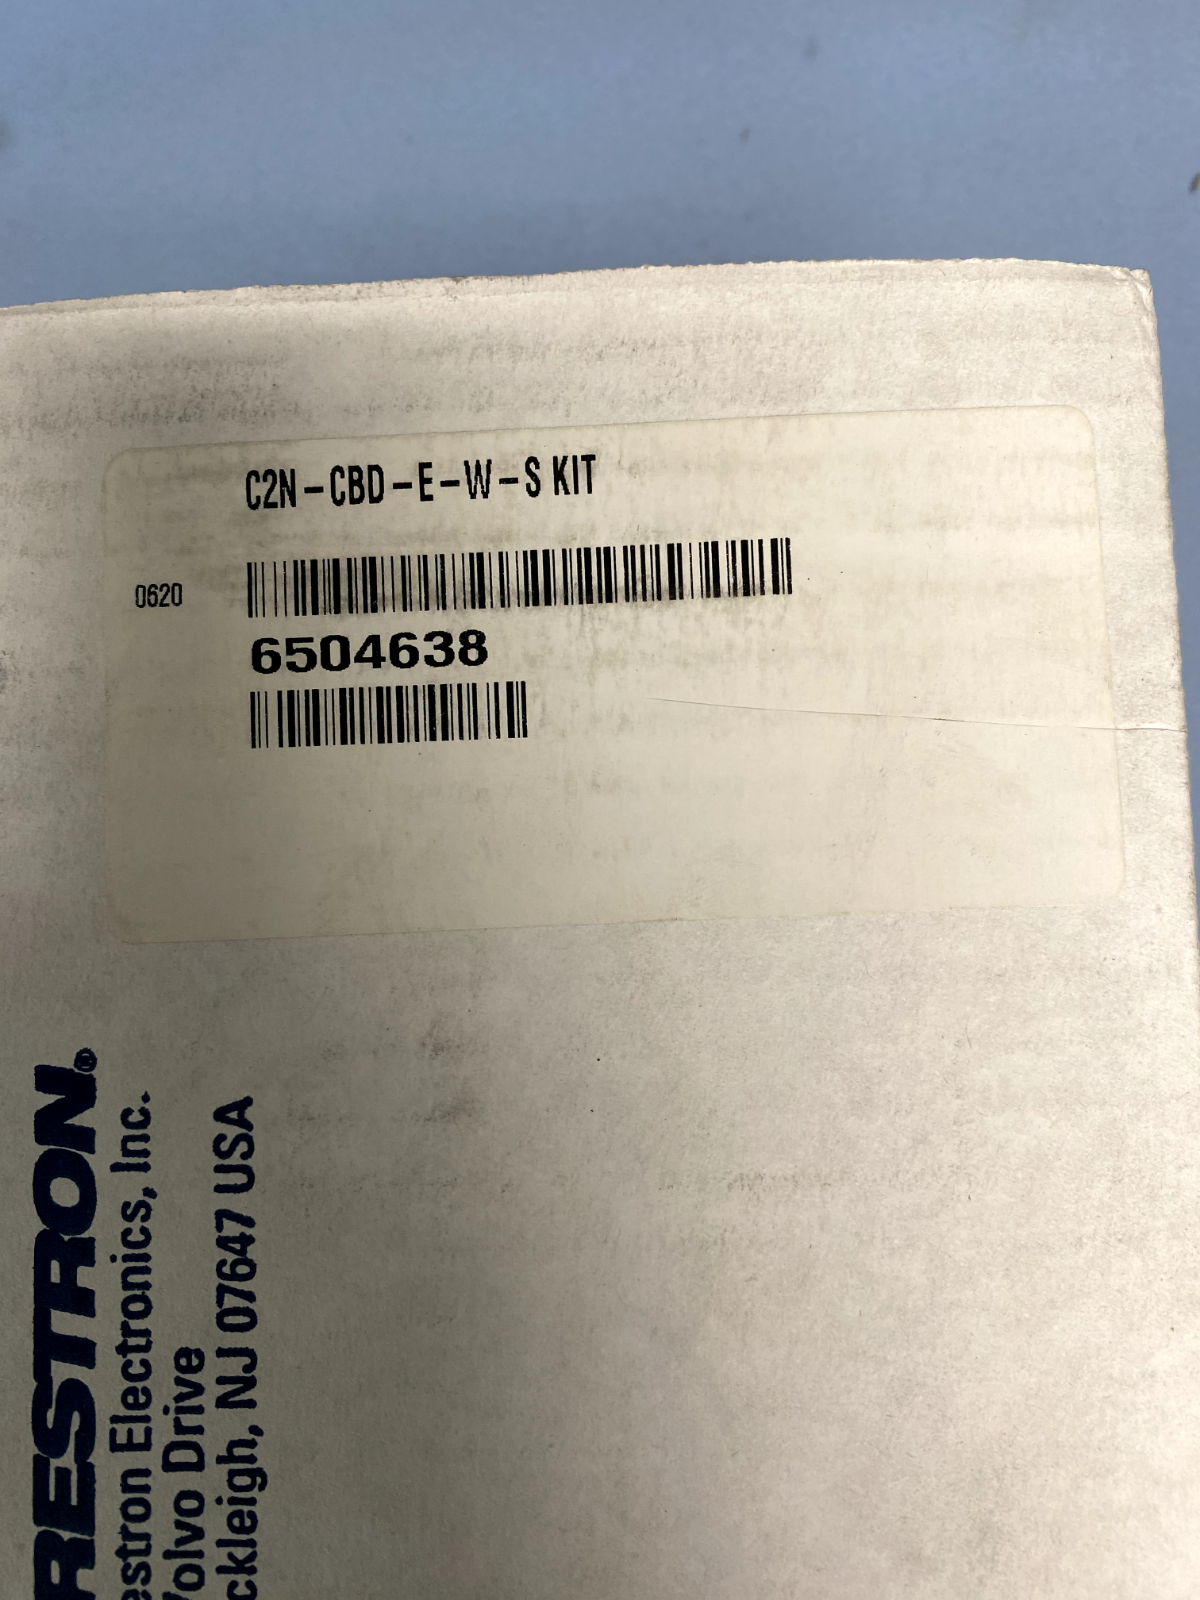 C2N-CBD-E-W-S KIT
0620
6504638
RESTRON®
estron Electronics, Inc.
Volvo Drive
ckleigh, NJ 07647 USA